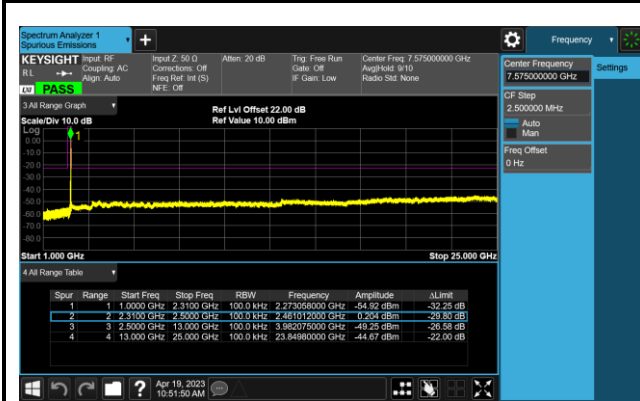 Spectrum Analyzer 1
Spurious Emissions
+
Frequency
KEYSIGHT Input: RF Input Z: 50 Ω Atten: 20 dB Trig: Free Run Center Freq: 7.575000000 GHz
RL Coupling: AC Corrections: Off Gate: Off Avg|Hold: 9/10
Align: Auto Freq Ref: Int (S) IF Gain: Low Radio Std: None
NFE: Off
LXI PASS
Center Frequency
7.575000000 GHz
Settings
CF Step
2.500000 MHz
Auto
Man
Freq Offset
0 Hz
3 All Range Graph
Ref Lvl Offset 22.00 dB
Scale/Div 10.0 dB Ref Value 10.00 dBm
Log
1
0.00
-10.0
-20.0
-30.0
-40.0
-50.0
-60.0
-70.0
-80.0
Start 1.000 GHz Stop 25.000 GHz
4 All Range Table
Spur Range Start Freq Stop Freq RBW Frequency Amplitude ΔLimit
1 1 1.0000 GHz 2.3100 GHz 100.0 kHz 2.273058000 GHz -54.92 dBm -32.25 dB
2 2 2.3100 GHz 2.5000 GHz 100.0 kHz 2.461012000 GHz 0.204 dBm -29.80 dB
3 3 2.5000 GHz 13.000 GHz 100.0 kHz 3.982075000 GHz -49.25 dBm -26.58 dB
4 4 13.000 GHz 25.000 GHz 100.0 kHz 23.84980000 GHz -44.67 dBm -22.00 dB
? Apr 19, 2023
10:51:50 AM